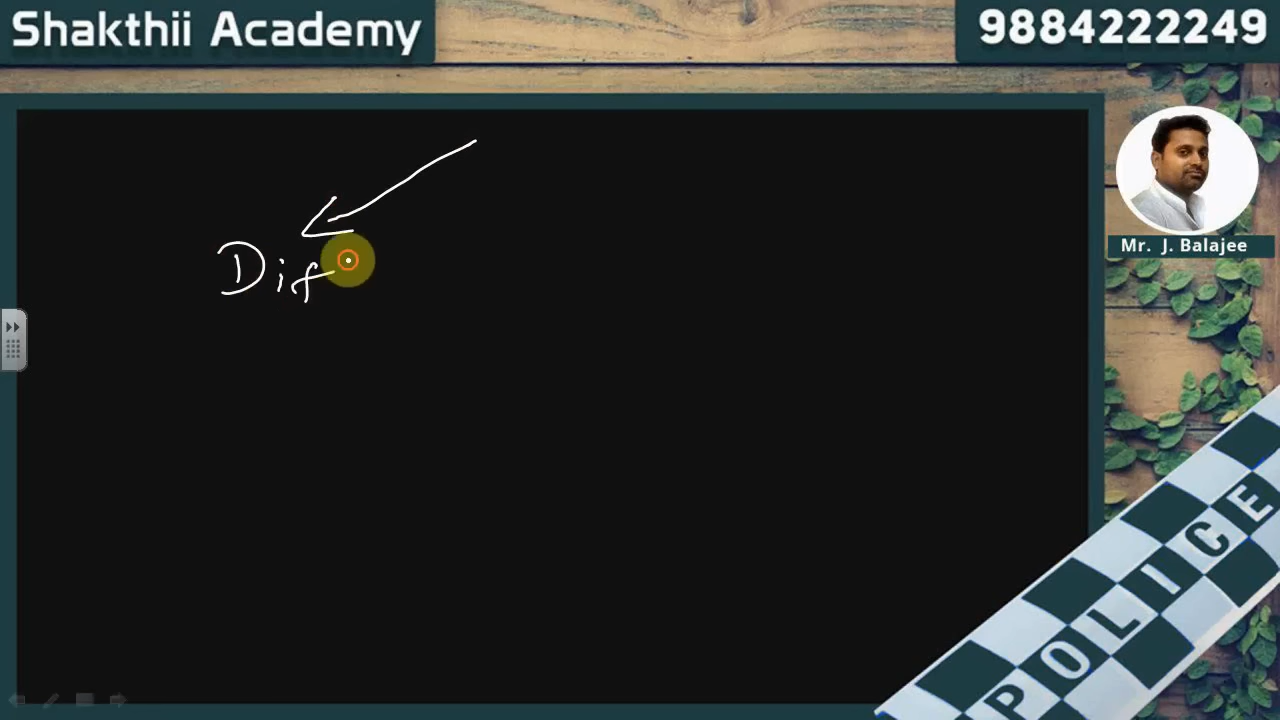 Shakthii Academy
9884222249
Mr. J. Balajee
Dif
POLICE